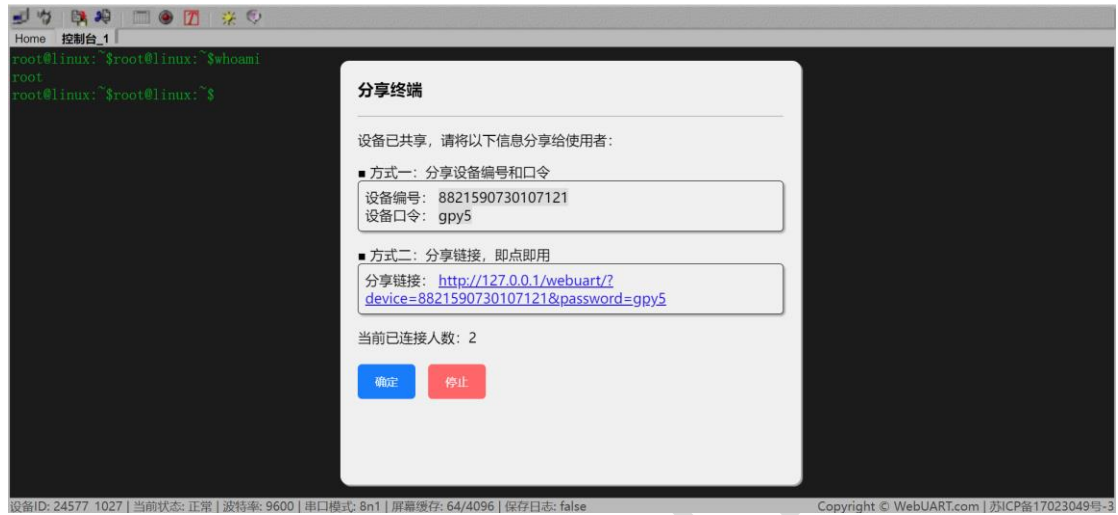 Home 控制台_1
root@linux:~$root@linux:~$whoami
root
root@linux:~$root@linux:~$
分享终端
设备已共享，请将以下信息分享给使用者：
■ 方式一：分享设备编号和口令
设备编号： 8821590730107121
设备口令： gpy5
■ 方式二：分享链接，即点即用
分享链接： http://127.0.0.1/webuart/?
device=8821590730107121&password=gpy5
当前已连接人数：2
确定 停止
设备ID: 24577 1027 | 当前状态: 正常 | 波特率: 9600 | 串口模式: 8n1 | 屏幕缓存: 64/4096 | 保存日志: false Copyright © WebUART.com | 苏ICP备17023049号-3